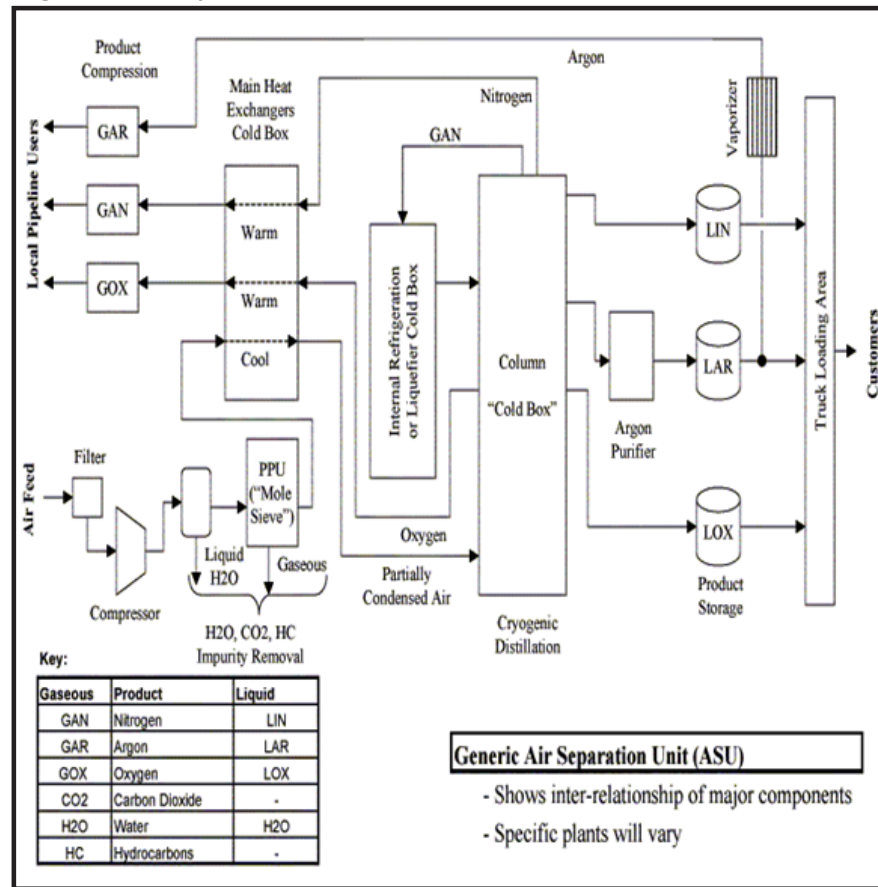 Product
Compression
Main Heat
Exchangers
Cold Box
Argon
Nitrogen
Vaporizer
Local Pipeline Users
GAR
GAN
GAN
GOX
Warm
Warm
Cool
Internal Refrigeration
or Liquefier Cold Box
Column
“Cold Box”
LIN
LAR
LOX
Argon
Purifier
Truck Loading Area
Customers
Air Feed
Filter
Compressor
PPU
(“Mole
Sieve”)
Liquid
H2O
Gaseous
H2O, CO2, HC
Impurity Removal
Oxygen
Partially
Condensed Air
Cryogenic
Distillation
Product
Storage
Key:
Gaseous Product Liquid
GAN Nitrogen LIN
GAR Argon LAR
GOX Oxygen LOX
CO2 Carbon Dioxide -
H2O Water H2O
HC Hydrocarbons -
Generic Air Separation Unit (ASU)
- Shows inter-relationship of major components
- Specific plants will vary